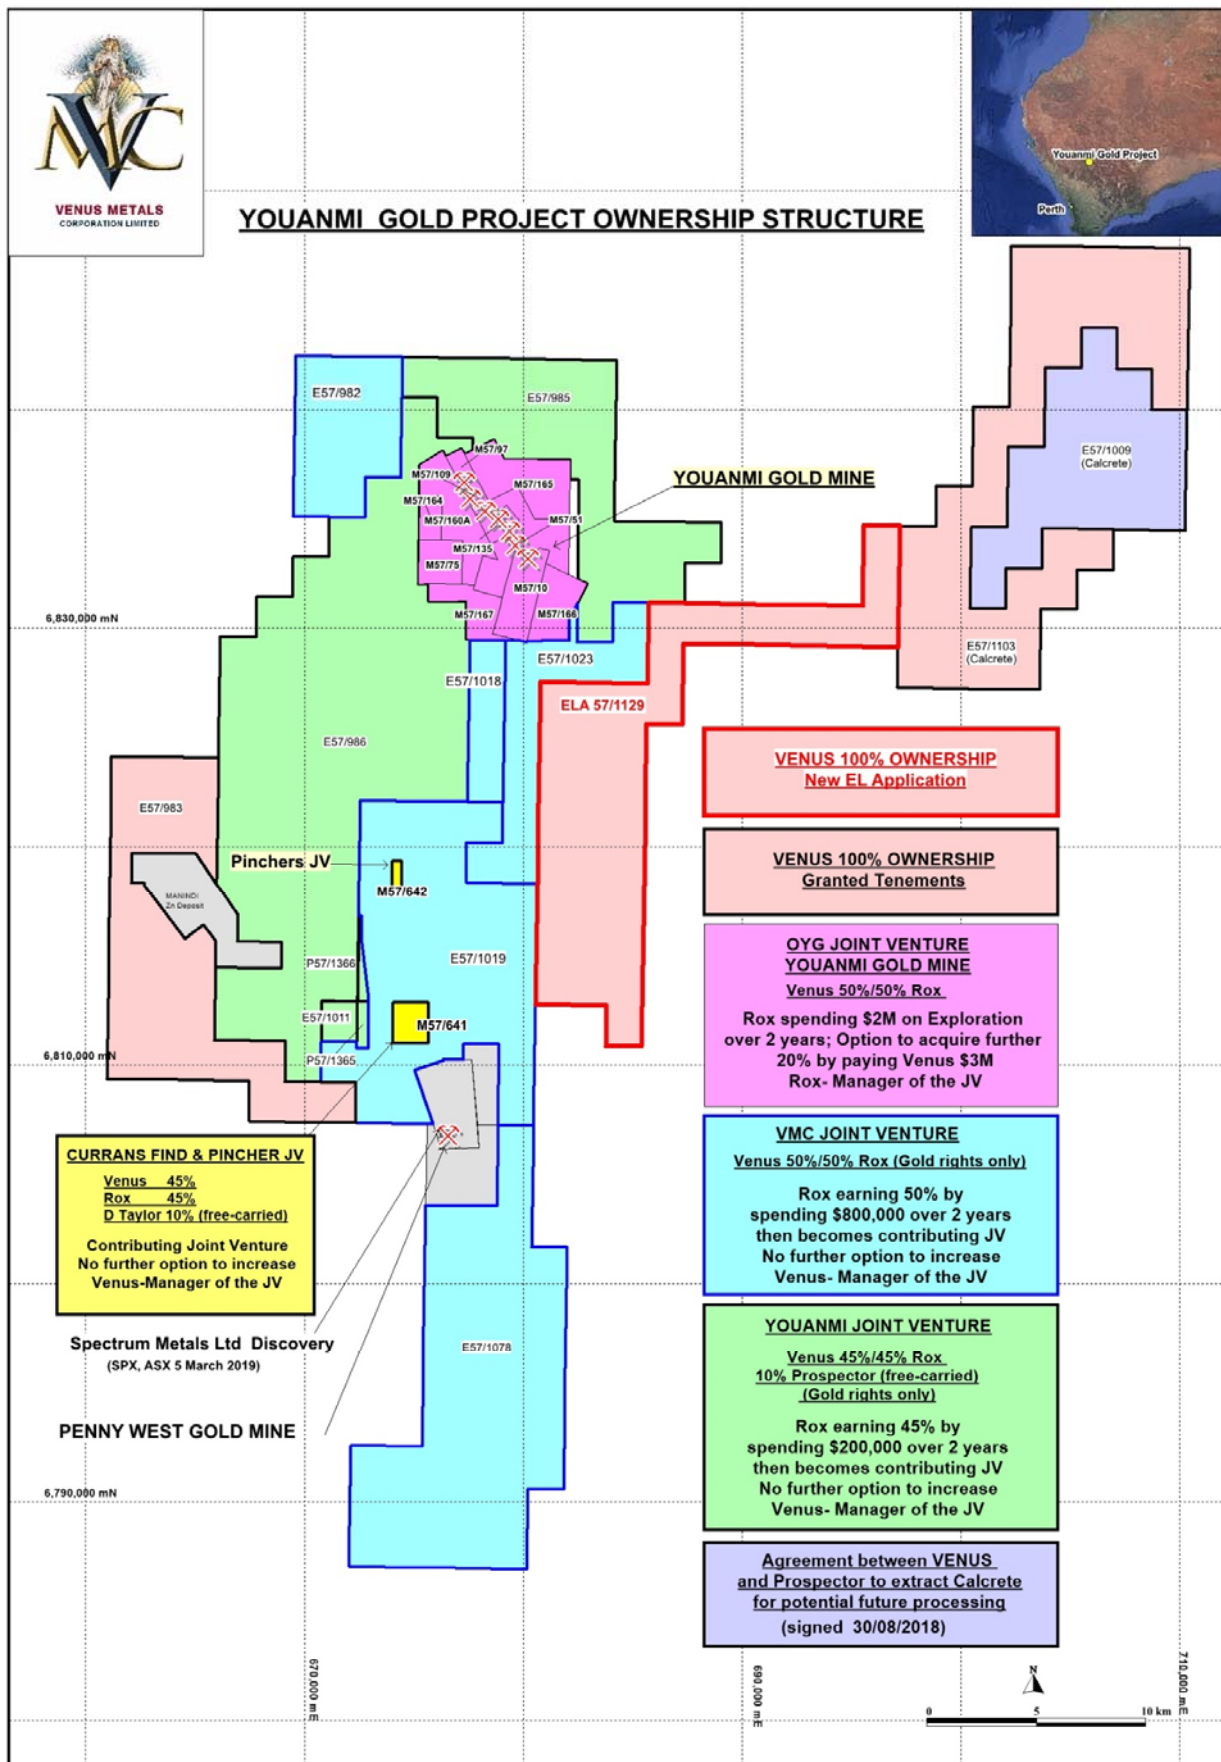 VMC
VENUS METALS
CORPORATION LIMITED
Youanmi Gold Project
Perth
YOUANMI GOLD PROJECT OWNERSHIP STRUCTURE
E57/982
E57/985
M57/97
M57/109
M57/165
M57/164
M57/160A
M57/51
M57/135
M57/75
M57/10
M57/167
M57/166
YOUANMI GOLD MINE
E57/1009
(Calcrete)
E57/1103
(Calcrete)
6,830,000 mN
E57/1023
E57/1018
ELA 57/1129
E57/986
E57/983
Pinchers JV
M57/642
MANINDI
Zn Deposit
P57/1366
E57/1019
E57/1011
M57/641
6,810,000 mN
P57/1365
VENUS 100% OWNERSHIP
New EL Application
VENUS 100% OWNERSHIP
Granted Tenements
OYG JOINT VENTURE
YOUANMI GOLD MINE
Venus 50%/50% Rox
Rox spending $2M on Exploration
over 2 years; Option to acquire further
20% by paying Venus $3M
Rox- Manager of the JV
VMC JOINT VENTURE
Venus 50%/50% Rox (Gold rights only)
Rox earning 50% by
spending $800,000 over 2 years
then becomes contributing JV
No further option to increase
Venus- Manager of the JV
CURRANS FIND & PINCHER JV
Venus 45%
Rox 45%
D Taylor 10% (free-carried)
Contributing Joint Venture
No further option to increase
Venus-Manager of the JV
Spectrum Metals Ltd Discovery
(SPX, ASX 5 March 2019)
E57/1078
PENNY WEST GOLD MINE
YOUANMI JOINT VENTURE
Venus 45%/45% Rox
10% Prospector (free-carried)
(Gold rights only)
Rox earning 45% by
spending $200,000 over 2 years
then becomes contributing JV
No further option to increase
Venus- Manager of the JV
6,790,000 mN
Agreement between VENUS
and Prospector to extract Calcrete
for potential future processing
(signed 30/08/2018)
670,000 mE
690,000 mE
710,000 mE
N
0 5 10 km